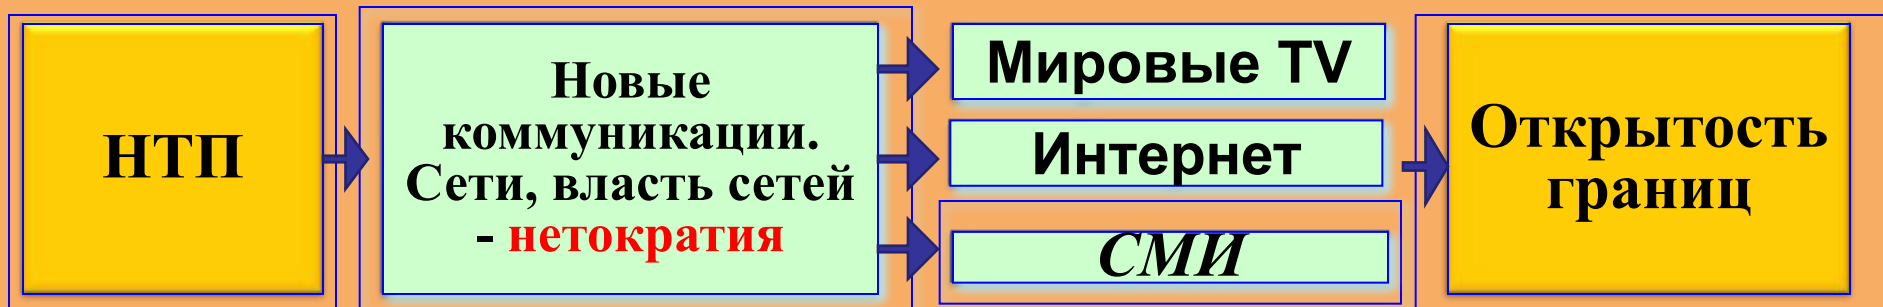 НТП
Новые
коммуникации.
Сети, власть сетей
- нетократия
Мировые TV
Интернет
СМИ
Открытость
границ